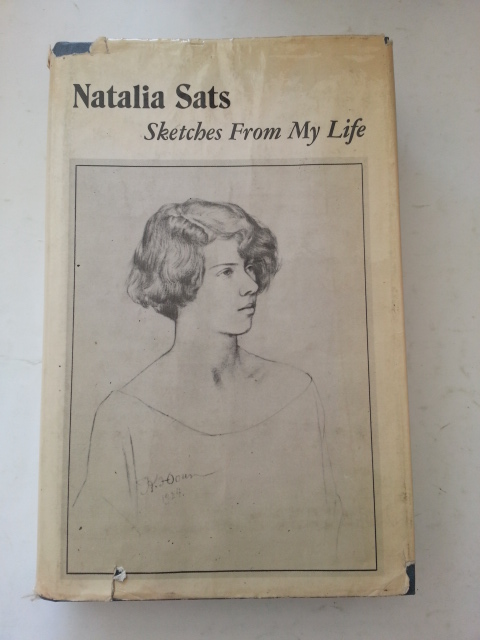 Natalia Sats
Sketches From My Life